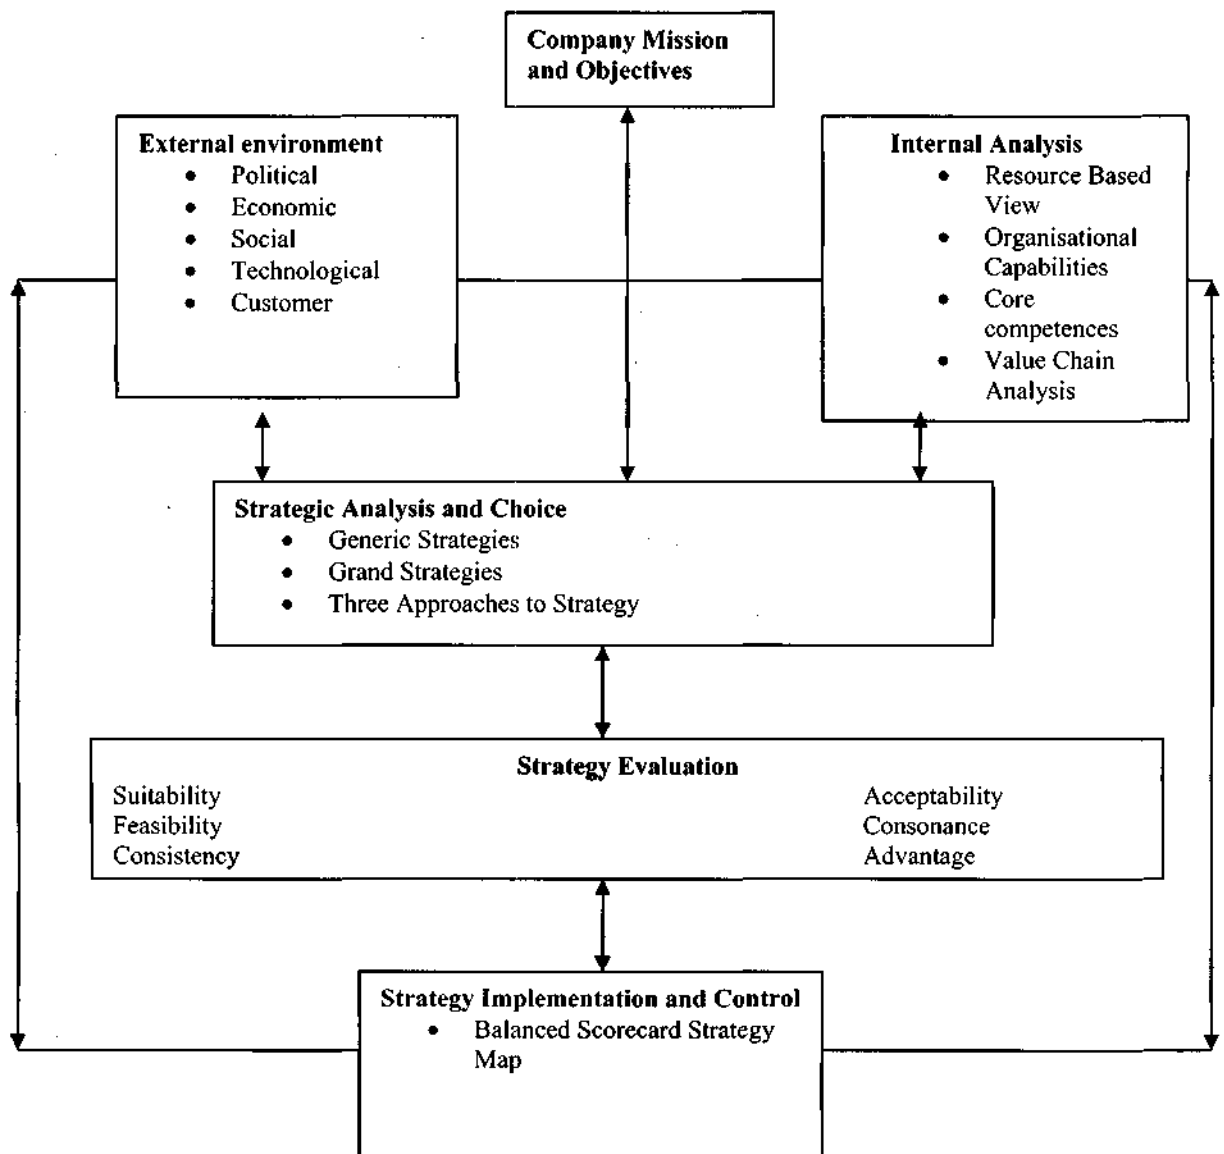 Company Mission
and Objectives
External environment
• Political
• Economic
• Social
• Technological
• Customer
Internal Analysis
• Resource Based
View
• Organisational
Capabilities
• Core
competences
• Value Chain
Analysis
Strategic Analysis and Choice
• Generic Strategies
• Grand Strategies
• Three Approaches to Strategy
Strategy Evaluation
Suitability
Feasibility
Consistency
Acceptability
Consonance
Advantage
Strategy Implementation and Control
• Balanced Scorecard Strategy
Map